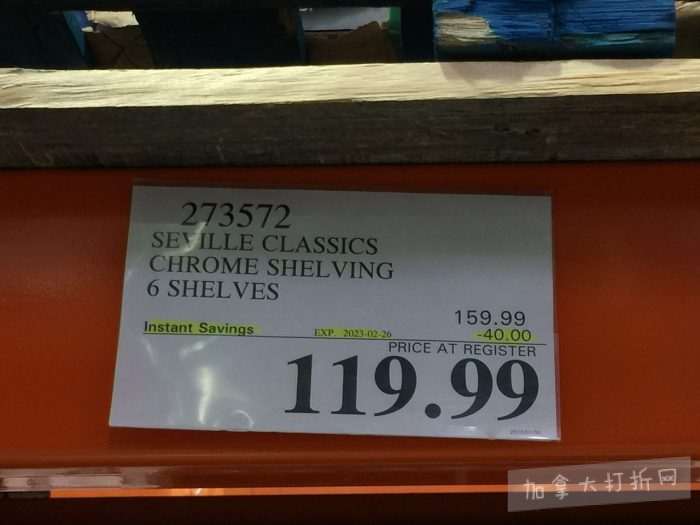 273572
SEVILLE CLASSICS
CHROME SHELVING
6 SHELVES
159.99
Instant Savings EXP. 2023-02-26 -40.00
PRICE AT REGISTER
119.99
加拿大打折网